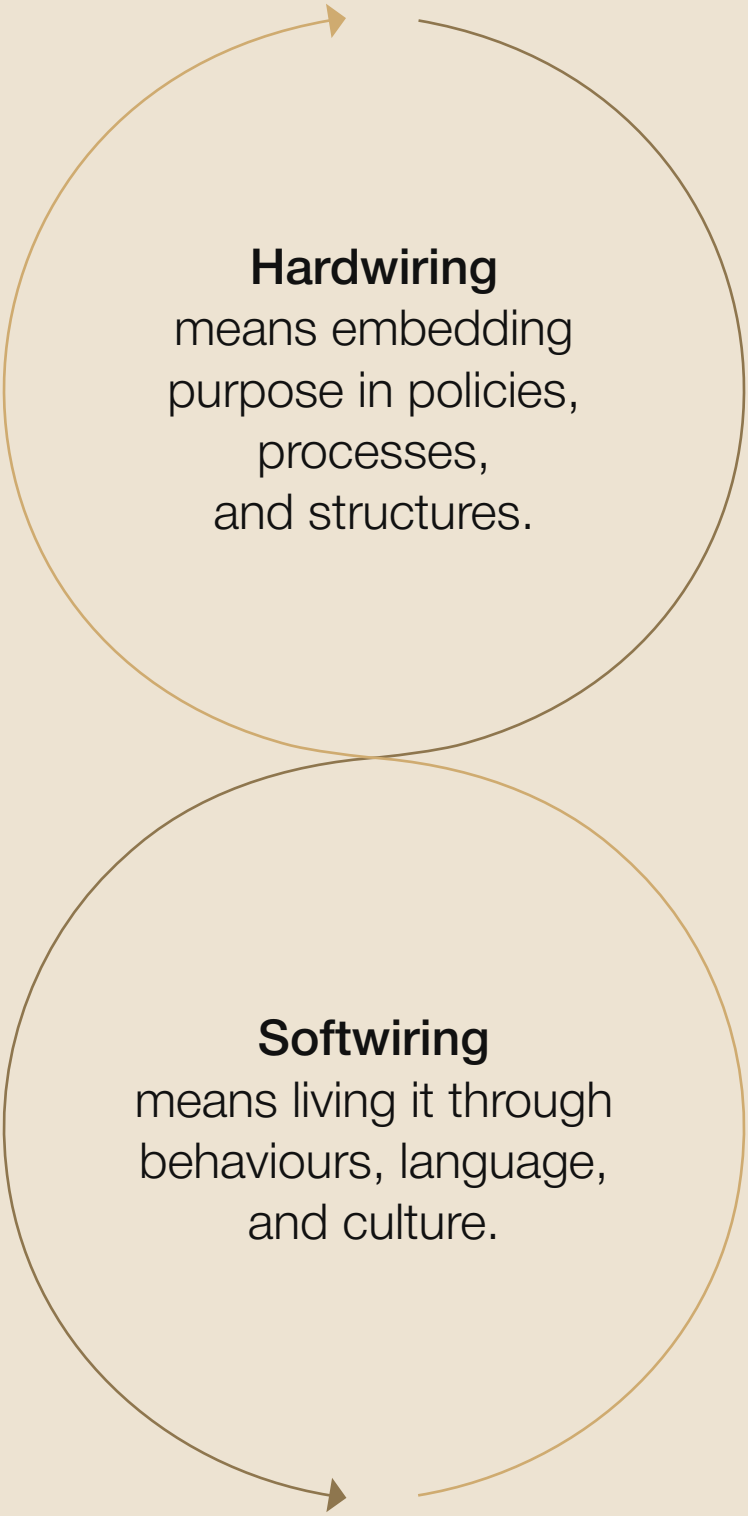 Hardwiring
means embedding
purpose in policies,
processes,
and structures.
Softwiring
means living it through
behaviours, language,
and culture.